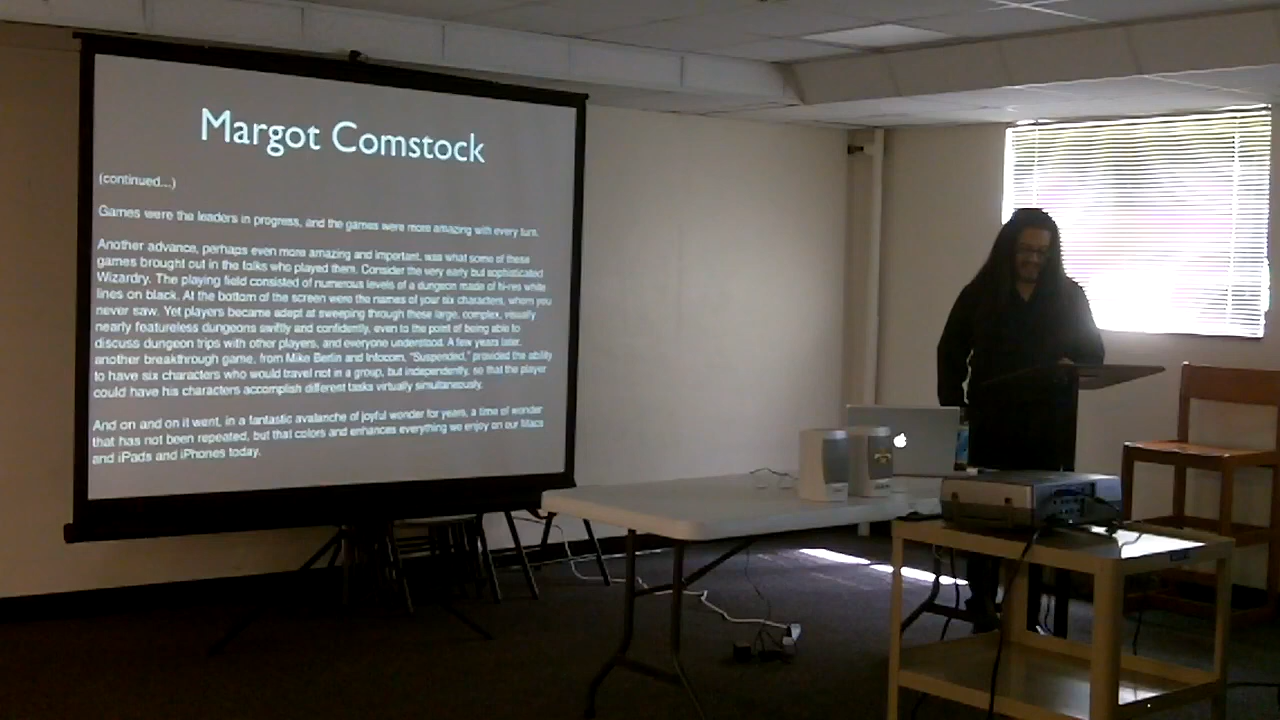 Margot Comstock
(continued...)
Games were the leaders in progress, and the games were more amazing with every turn.
Another advance, perhaps even more amazing and important, was what some of these
games brought out in the folks who played them. Consider the very early but sophisticated
Wizardry. The playing field consisted of numerous levels of a dungeon made of hi-res white
lines on black. At the bottom of the screen were the names of your six characters, whom you
never saw. Yet players became adept at sweeping through these large, complex, visually
nearly featureless dungeons swiftly and confidently, even to the point of being able to
discuss dungeon trips with other players, and everyone understood. A few years later,
another breakthrough game, from Mike Berlin and Infocom, "Suspended," provided the ability
to have six characters who would travel not in a group, but independently, so that the player
could have his characters accomplish different tasks virtually simultaneously.
And on and on it went, in a fantastic avalanche of joyful wonder for years, a time of wonder
that has not been repeated, but that colors and enhances everything we enjoy on our Macs
and iPads and iPhones today.